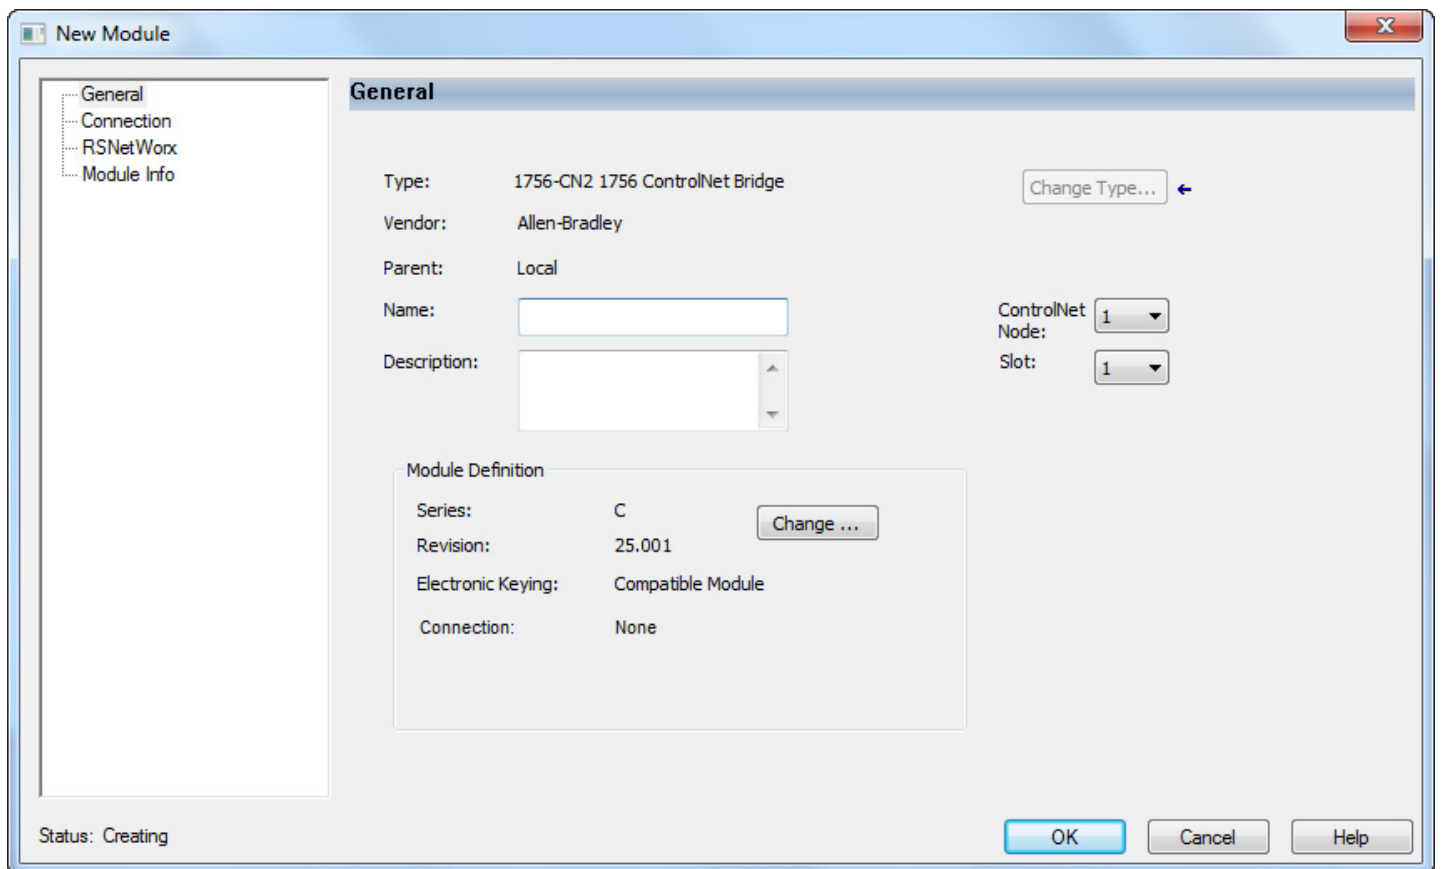 New Module
X
General
Connection
RSNetWorx
Module Info
General
Type: 1756-CN2 1756 ControlNet Bridge
Change Type...
Vendor: Allen-Bradley
Parent: Local
Name:
ControlNet
Node: 1
Description:
Slot: 1
Module Definition
Series: C
Change ...
Revision: 25.001
Electronic Keying: Compatible Module
Connection: None
Status: Creating
OK
Cancel
Help